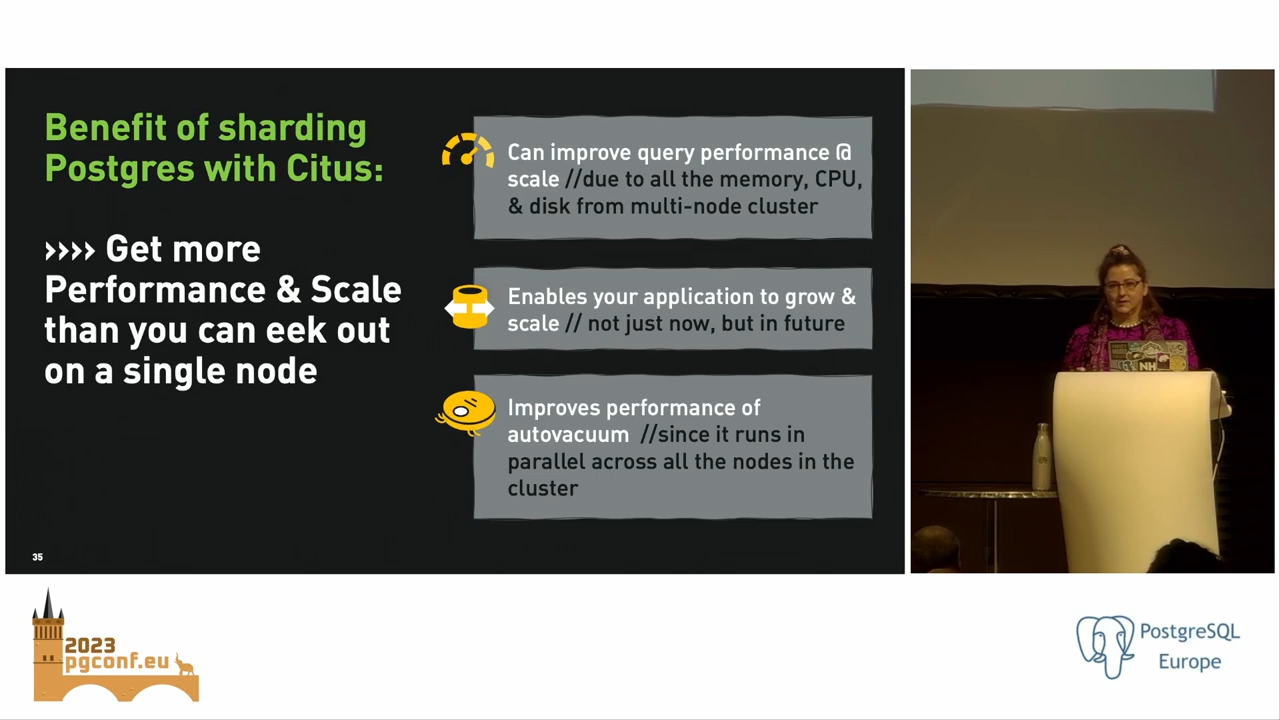 Benefit of sharding
Postgres with Citus:
›››› Get more
Performance & Scale
than you can eek out
on a single node
Can improve query performance @
scale //due to all the memory, CPU,
& disk from multi-node cluster
Enables your application to grow &
scale // not just now, but in future
Improves performance of
autovacuum //since it runs in
parallel across all the nodes in the
cluster
35
NH
2023
pgconf.eu
PostgreSQL
Europe